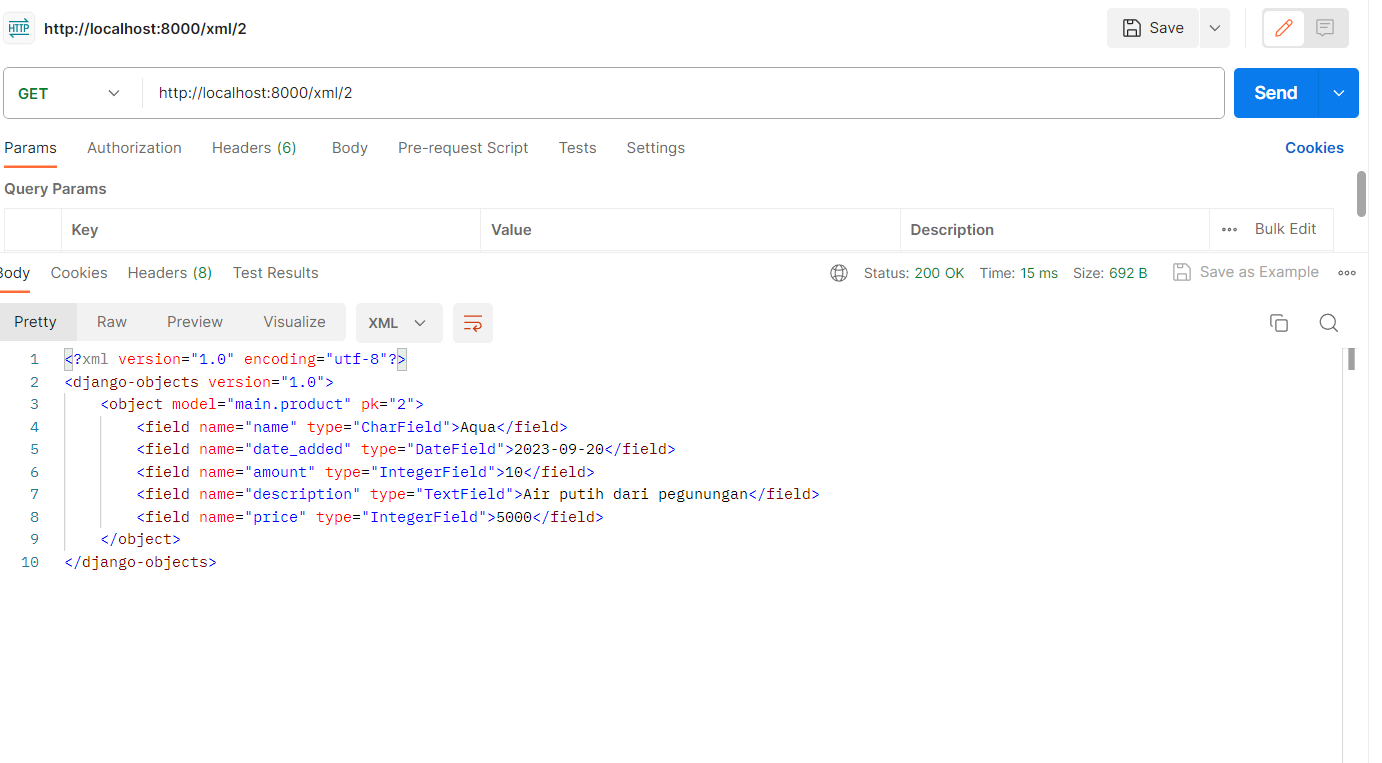 HTTP http://localhost:8000/xml/2 Save
GET http://localhost:8000/xml/2 Send
Params Authorization Headers (6) Body Pre-request Script Tests Settings Cookies
Query Params
Key Value Description Bulk Edit
Body Cookies Headers (8) Test Results Status: 200 OK Time: 15 ms Size: 692 B Save as Example
Pretty Raw Preview Visualize XML
1 <?xml version="1.0" encoding="utf-8"?>
2 <django-objects version="1.0">
3 <object model="main.product" pk="2">
4 <field name="name" type="CharField">Aqua</field>
5 <field name="date_added" type="DateField">2023-09-20</field>
6 <field name="amount" type="IntegerField">10</field>
7 <field name="description" type="TextField">Air putih dari pegunungan</field>
8 <field name="price" type="IntegerField">5000</field>
9 </object>
10 </django-objects>